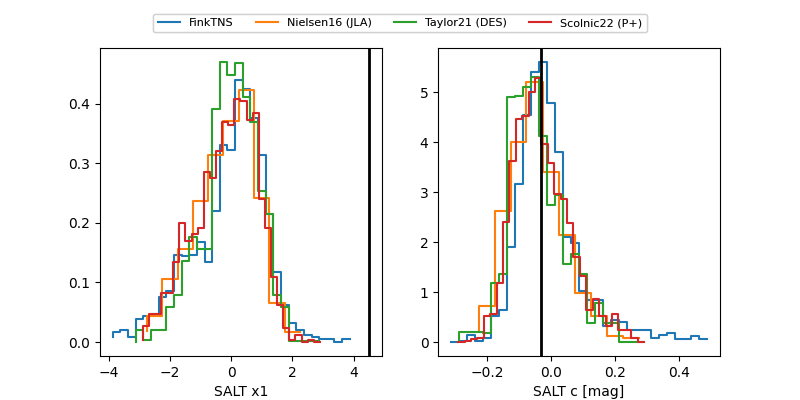 FinkTNS Nielsen16 (JLA) Taylor21 (DES) Scolnic22 (P+)
0.4
0.3
0.2
0.1
0.0
−4 −2 0 2 4
SALT x1
5
4
3
2
1
0
−0.2 0.0 0.2 0.4
SALT c [mag]